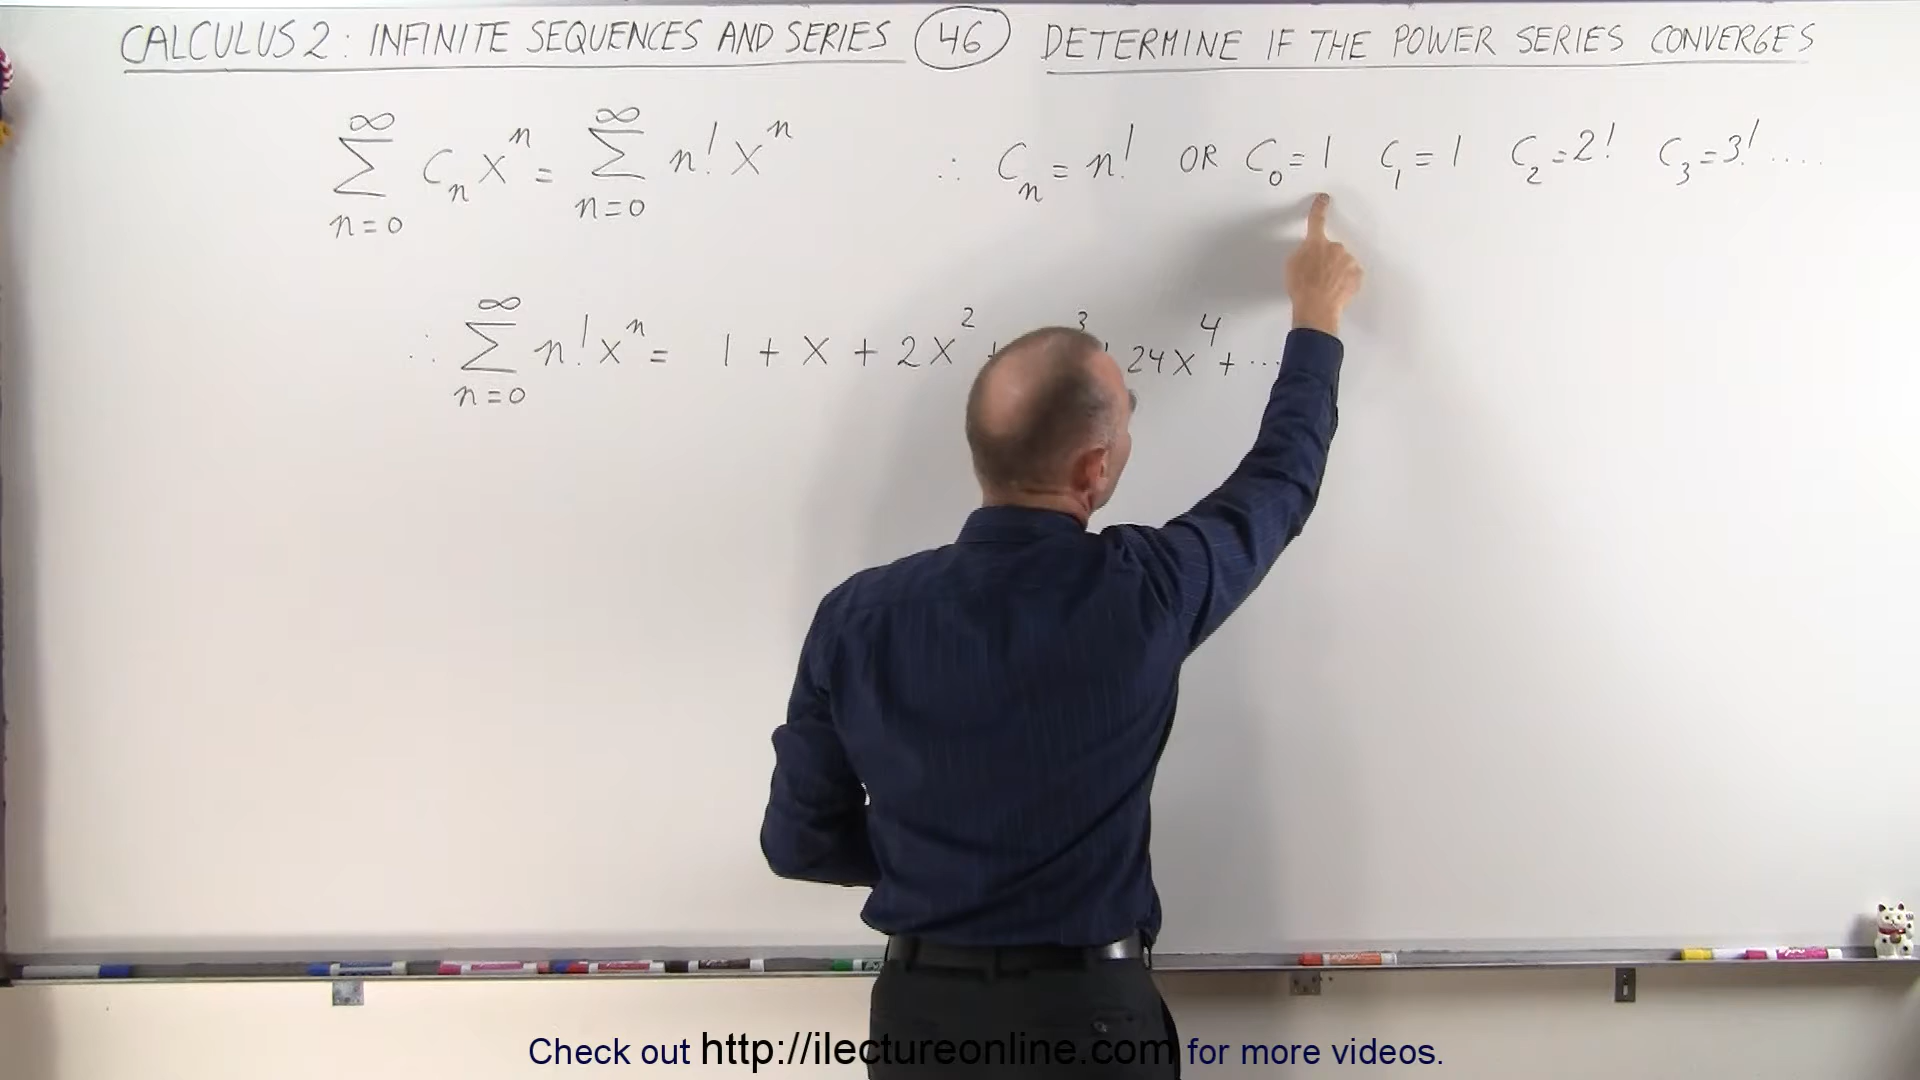 CALCULUS 2: INFINITE SEQUENCES AND SERIES 46 DETERMINE IF THE POWER SERIES CONVERGES
∑_{n=0}^{∞} C_n x^n = ∑_{n=0}^{∞} n! x^n ∴ C_n = n! OR C_0 = 1 C_1 = 1 C_2 = 2! C_3 = 3! ....
∴ ∑_{n=0}^{∞} n! x^n = 1 + x + 2x^2 + ^3 24x^4 + ...
Check out http://ilectureonline.com for more videos.